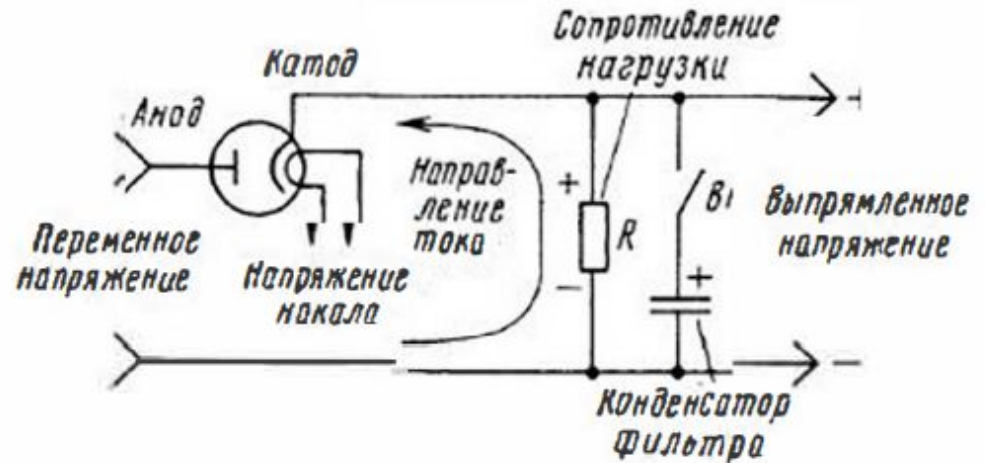 Сопротивление
нагрузки
Катод
Анод
+
Направ-
ление
тока
R
В1
Выпрямленное
напряжение
Переменное
напряжение
Напряжение
накала
−
+
−
Конденсатор
фильтра